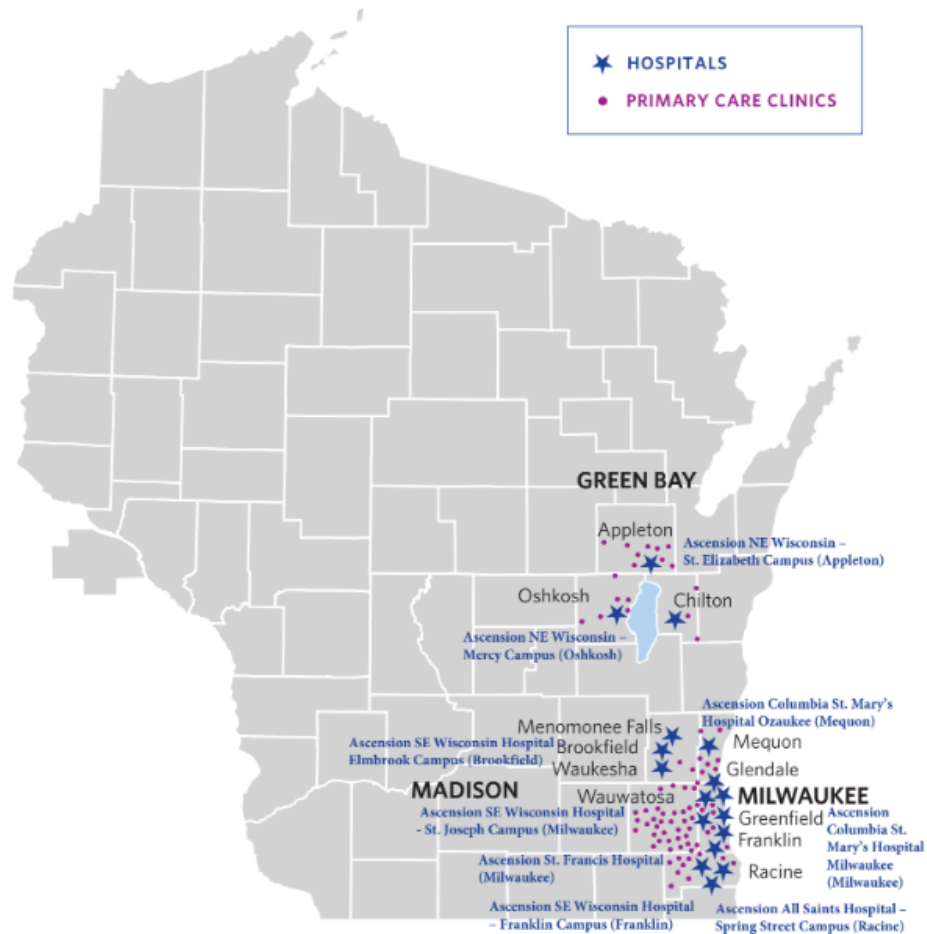 HOSPITALS
PRIMARY CARE CLINICS
GREEN BAY
Appleton
Ascension NE Wisconsin –
St. Elizabeth Campus (Appleton)
Oshkosh
Chilton
Ascension NE Wisconsin –
Mercy Campus (Oshkosh)
Ascension Columbia St. Mary's
Hospital Ozaukee (Mequon)
Menomonee Falls
Mequon
Ascension SE Wisconsin Hospital
Elmbrook Campus (Brookfield)
Brookfield
Waukesha
Glendale
MADISON
Wauwatosa
MILWAUKEE
Ascension SE Wisconsin Hospital
- St. Joseph Campus (Milwaukee)
Greenfield
Franklin
Ascension
Columbia St.
Mary's Hospital
Milwaukee
(Milwaukee)
Ascension St. Francis Hospital
(Milwaukee)
Racine
Ascension SE Wisconsin Hospital
– Franklin Campus (Franklin)
Ascension All Saints Hospital –
Spring Street Campus (Racine)